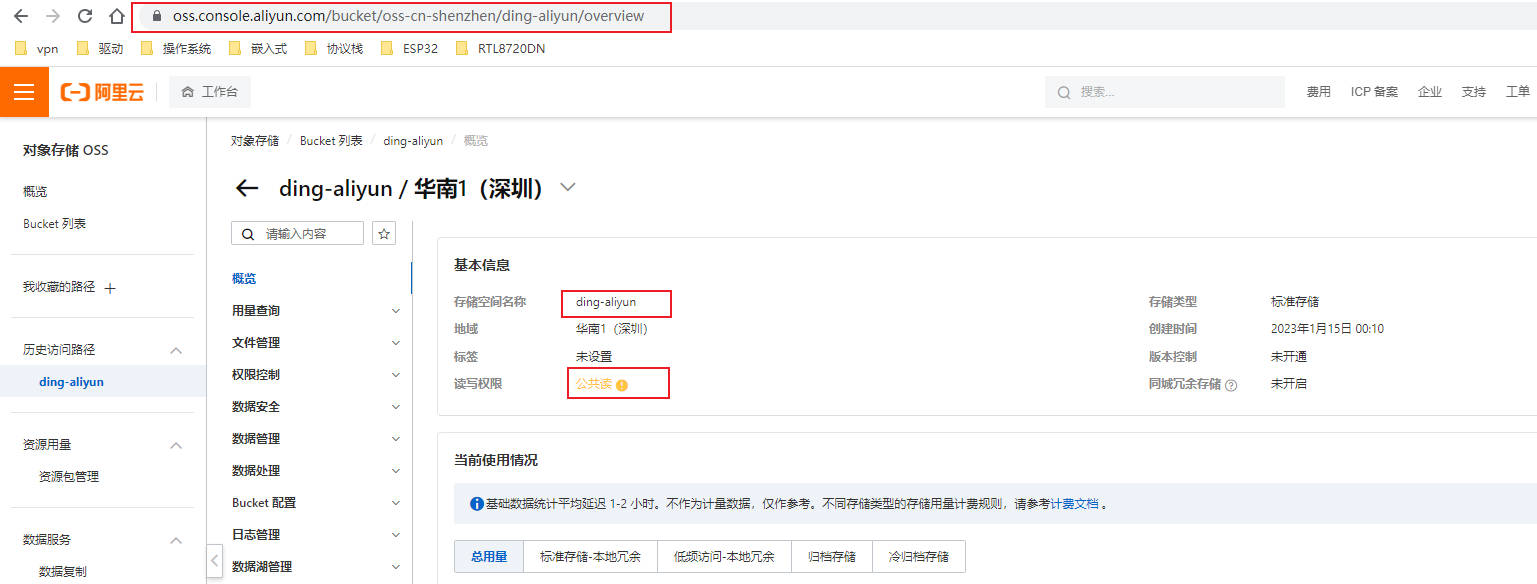 oss.console.aliyun.com/bucket/oss-cn-shenzhen/ding-aliyun/overview
vpn 驱动 操作系统 嵌入式 协议栈 ESP32 RTL8720DN
阿里云 工作台 搜索... 费用 ICP 备案 企业 支持 工单
对象存储 OSS
概览
Bucket 列表
我收藏的路径
历史访问路径
ding-aliyun
资源用量
资源包管理
数据服务
数据复制
对象存储 / Bucket 列表 / ding-aliyun / 概览
ding-aliyun / 华南1（深圳）
请输入内容
概览
用量查询
文件管理
权限控制
数据安全
数据管理
数据处理
Bucket 配置
日志管理
数据湖管理
基本信息
存储空间名称 ding-aliyun 存储类型 标准存储
地域 华南1（深圳） 创建时间 2023年1月15日 00:10
标签 未设置 版本控制 未开通
读写权限 公共读 同城冗余存储 未开启
当前使用情况
基础数据统计平均延迟 1-2 小时。不作为计量数据，仅作参考。不同存储类型的存储用量计费规则，请参考计费文档 。
总用量 标准存储-本地冗余 低频访问-本地冗余 归档存储 冷归档存储